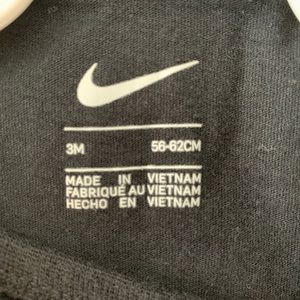 3M 56-62CM
MADE IN VIETNAM
FABRIQUÉ AU VIETNAM
HECHO EN VIETNAM